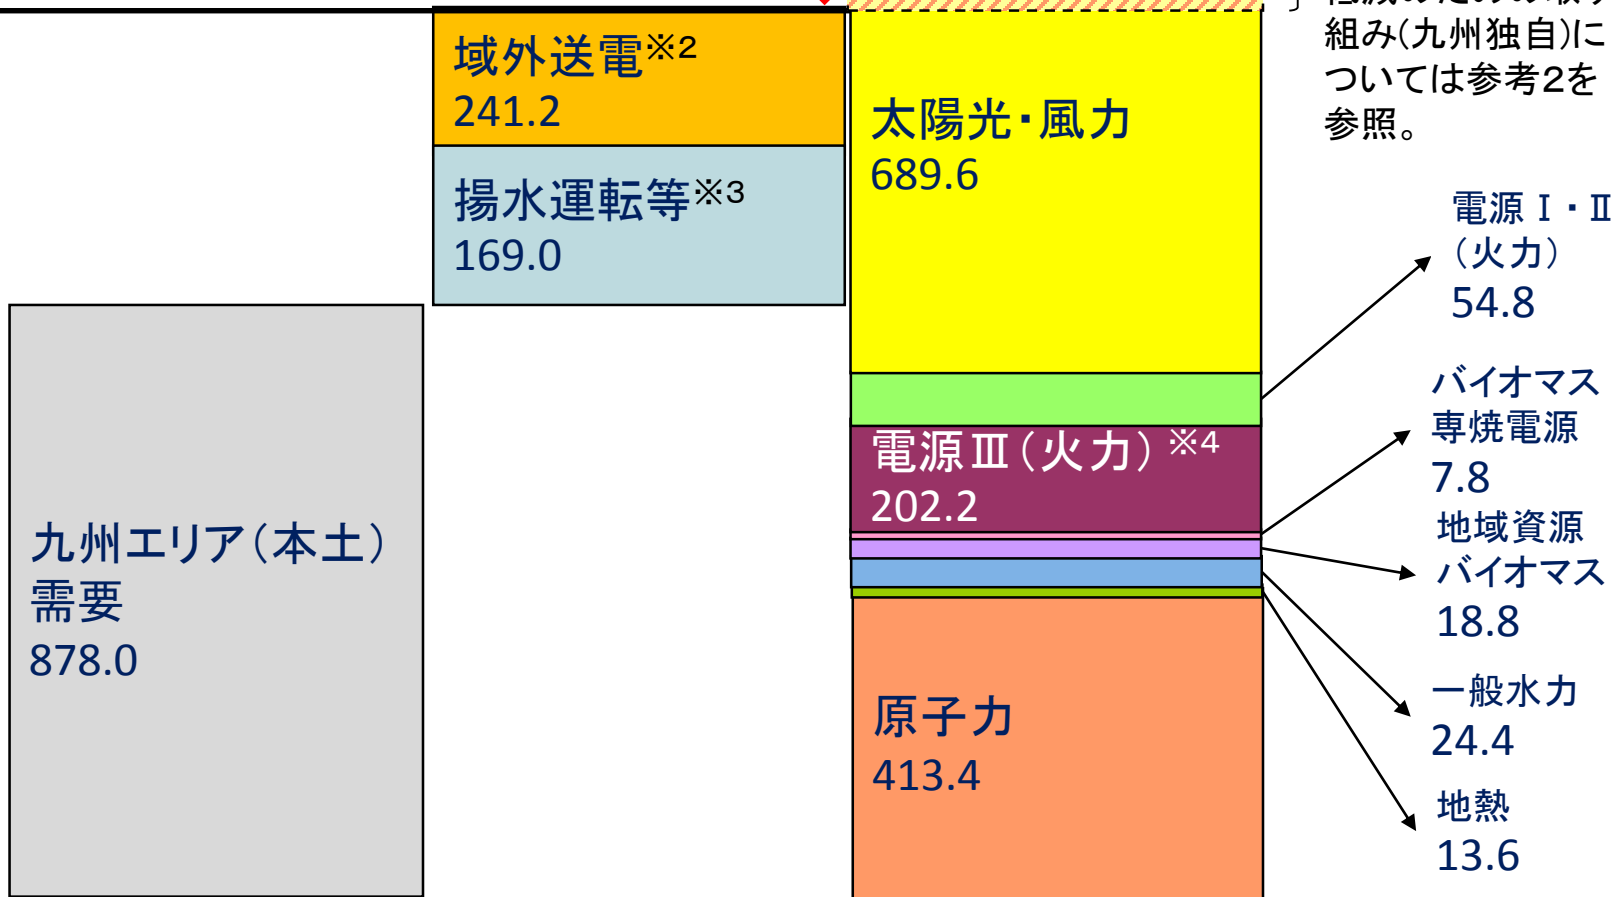 組み(九州独自)に
ついては参考2を
参照。
域外送電※2
241.2
揚水運転等※3
169.0
九州エリア(本土)
需要
878.0
太陽光・風力
689.6
電源Ⅲ(火力)※4
202.2
原子力
413.4
電源Ⅰ・Ⅱ
(火力)
54.8
バイオマス
専焼電源
7.8
地域資源
バイオマス
18.8
一般水力
24.4
地熱
13.6